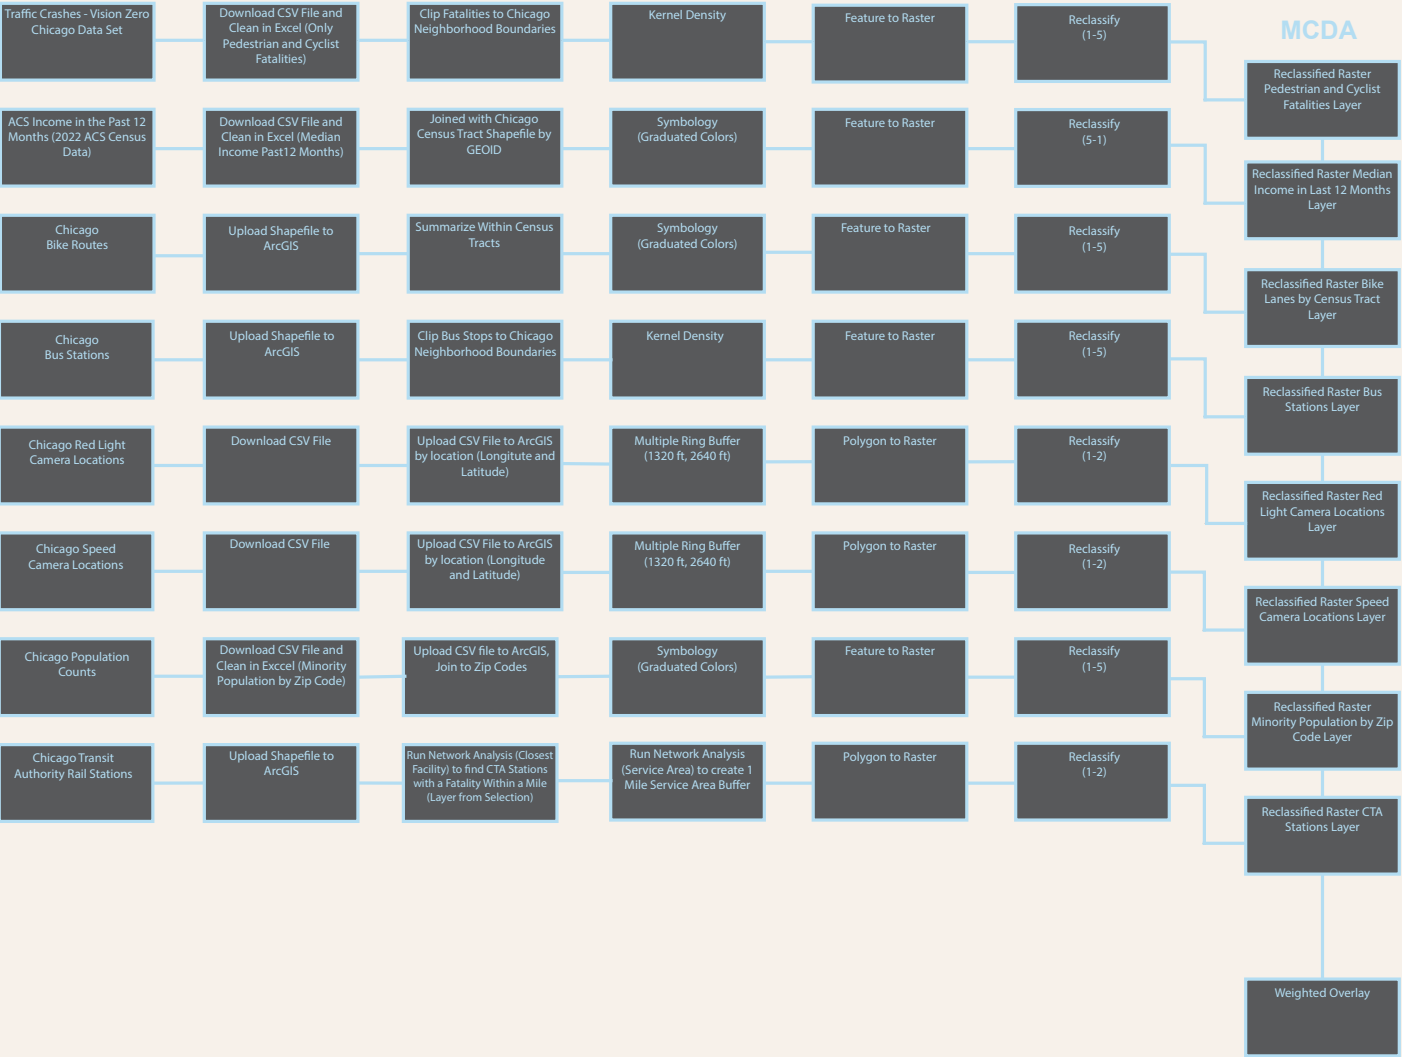 Traffic Crashes - Vision Zero
Chicago Data Set
Download CSV File and
Clean in Excel (Only
Pedestrian and Cyclist
Fatalities)
Clip Fatalities to Chicago
Neighborhood Boundaries
Kernel Density
Feature to Raster
Reclassify
(1-5)
MCDA
Reclassified Raster
Pedestrian and Cyclist
Fatalities Layer
ACS Income in the Past 12
Months (2022 ACS Census
Data)
Download CSV File and
Clean in Excel (Median
Income Past12 Months)
Joined with Chicago
Census Tract Shapefile by
GEOID
Symbology
(Graduated Colors)
Feature to Raster
Reclassify
(5-1)
Reclassified Raster Median
Income in Last 12 Months
Layer
Chicago
Bike Routes
Upload Shapefile to
ArcGIS
Summarize Within Census
Tracts
Symbology
(Graduated Colors)
Feature to Raster
Reclassify
(1-5)
Reclassified Raster Bike
Lanes by Census Tract
Layer
Chicago
Bus Stations
Upload Shapefile to
ArcGIS
Clip Bus Stops to Chicago
Neighborhood Boundaries
Kernel Density
Feature to Raster
Reclassify
(1-5)
Reclassified Raster Bus
Stations Layer
Chicago Red Light
Camera Locations
Download CSV File
Upload CSV File to ArcGIS
by location (Longitute and
Latitude)
Multiple Ring Buffer
(1320 ft, 2640 ft)
Polygon to Raster
Reclassify
(1-2)
Reclassified Raster Red
Light Camera Locations
Layer
Chicago Speed
Camera Locations
Download CSV File
Upload CSV File to ArcGIS
by location (Longitude
and Latitude)
Multiple Ring Buffer
(1320 ft, 2640 ft)
Polygon to Raster
Reclassify
(1-2)
Reclassified Raster Speed
Camera Locations Layer
Chicago Population
Counts
Download CSV File and
Clean in Exccel (Minority
Population by Zip Code)
Upload CSV file to ArcGIS,
Join to Zip Codes
Symbology
(Graduated Colors)
Feature to Raster
Reclassify
(1-5)
Reclassified Raster
Minority Population by Zip
Code Layer
Chicago Transit
Authority Rail Stations
Upload Shapefile to
ArcGIS
Run Network Analysis (Closest
Facility) to find CTA Stations
with a Fatality Within a Mile
(Layer from Selection)
Run Network Analysis
(Service Area) to create 1
Mile Service Area Buffer
Polygon to Raster
Reclassify
(1-2)
Reclassified Raster CTA
Stations Layer
Weighted Overlay